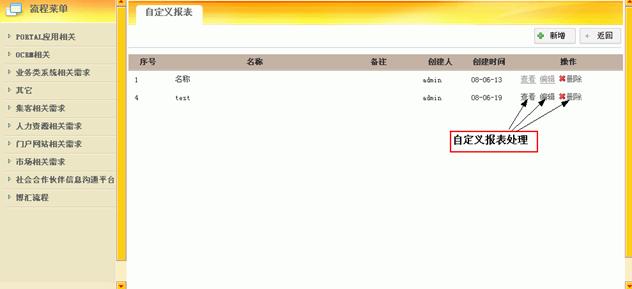 流程菜单
PORTAL应用相关
OCRM相关
业务类系统相关需求
其它
集客相关需求
人力资源相关需求
门户网站相关需求
市场相关需求
社会合作伙伴信息沟通平台
博汇流程
自定义报表
新增 返回
序号 名称 备注 创建人 创建时间 操作
1 名称 admin 08-06-13 查看 编辑 删除
4 test admin 08-06-19 查看 编辑 删除
自定义报表处理